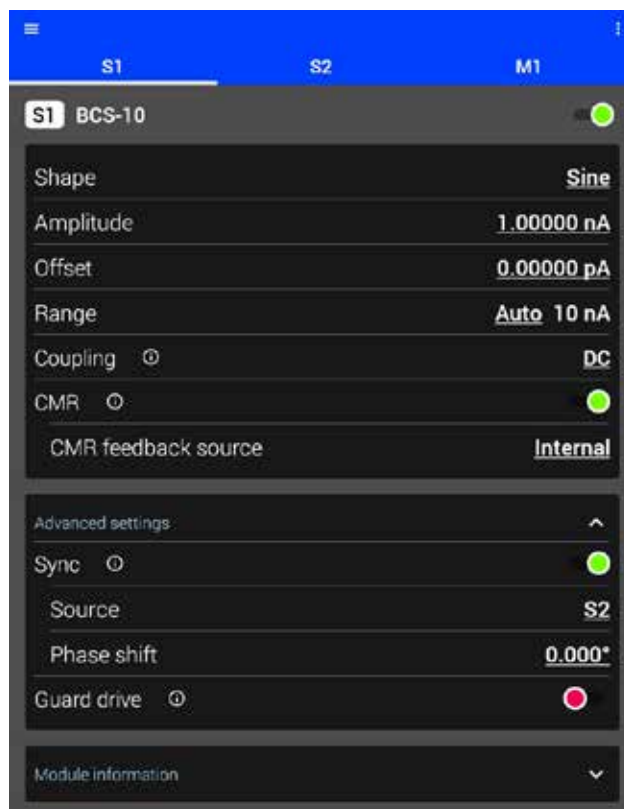 S1 S2 M1
S1 BCS-10
Shape Sine
Amplitude 1.00000 nA
Offset 0.00000 pA
Range Auto 10 nA
Coupling DC
CMR
CMR feedback source Internal
Advanced settings
Sync
Source S2
Phase shift 0.000°
Guard drive
Module information